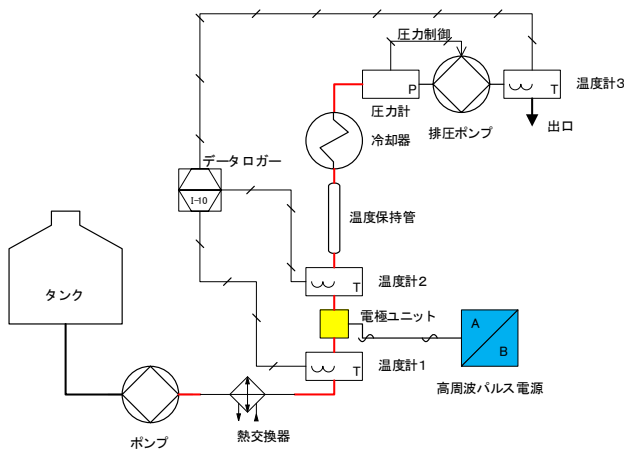 圧力制御
P
T
温度計3
圧力計
排圧ポンプ
出口
冷却器
データロガー
I-10
温度保持管
T
温度計2
タンク
電極ユニット
A
B
T
温度計1
高周波パルス電源
ポンプ
熱交換器